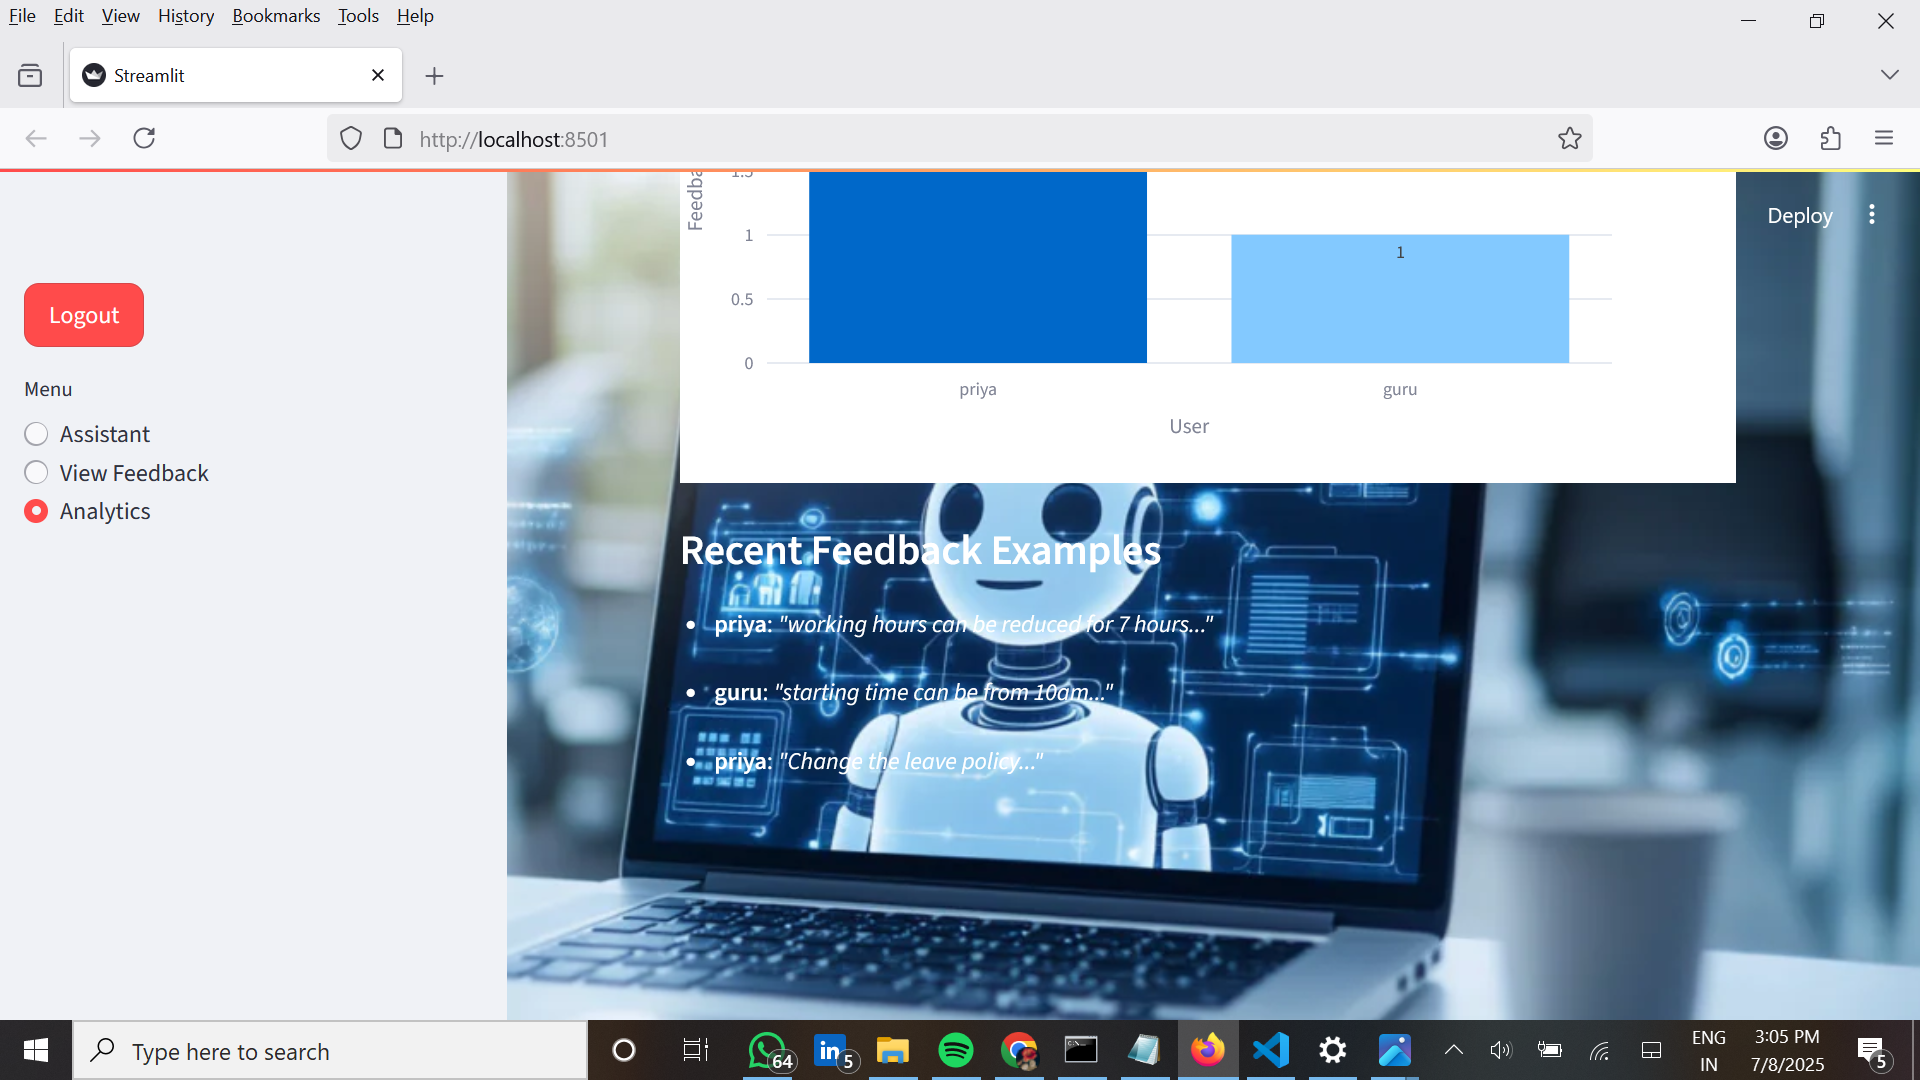 File Edit View History Bookmarks Tools Help
Streamlit
http://localhost:8501
Deploy
Logout
Menu
Assistant
View Feedback
Analytics
1
0.5
0
1
priya
guru
User
Recent Feedback Examples
• priya: "working hours can be reduced for 7 hours..."
• guru: "starting time can be from 10am..."
• priya: "Change the leave policy..."
Type here to search
64
in
5
ENG
IN
3:05 PM
7/8/2025
5